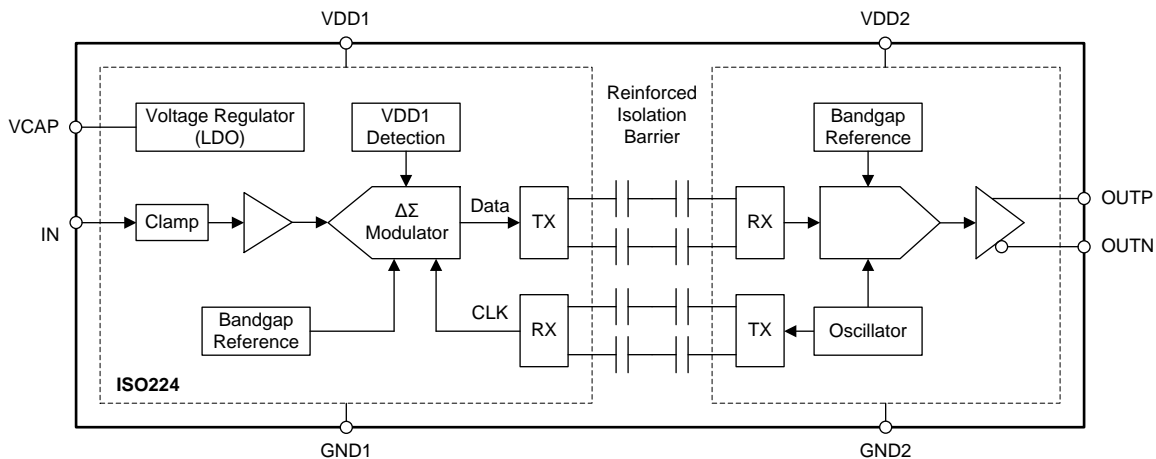 VDD1
VDD2
Reinforced
Isolation
Barrier
VCAP
Voltage Regulator
(LDO)
VDD1
Detection
Bandgap
Reference
IN
Clamp
ΔΣ
Modulator
Data
TX
RX
OUTP
OUTN
Bandgap
Reference
CLK
RX
TX
Oscillator
ISO224
GND1
GND2